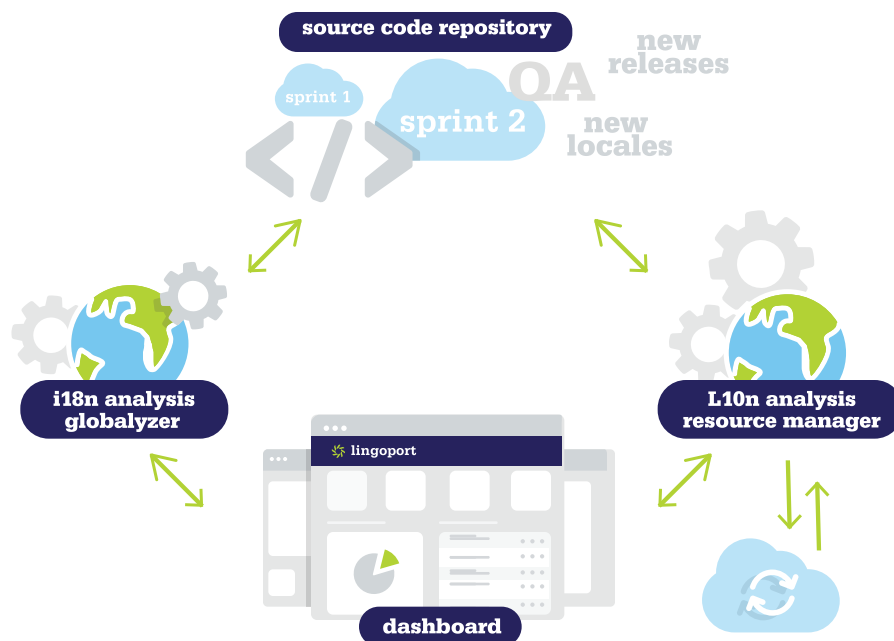 source code repository
sprint 1
sprint 2
QA
new
releases
new
locales
i18n analysis
globalyzer
L10n analysis
resource manager
lingoport
dashboard